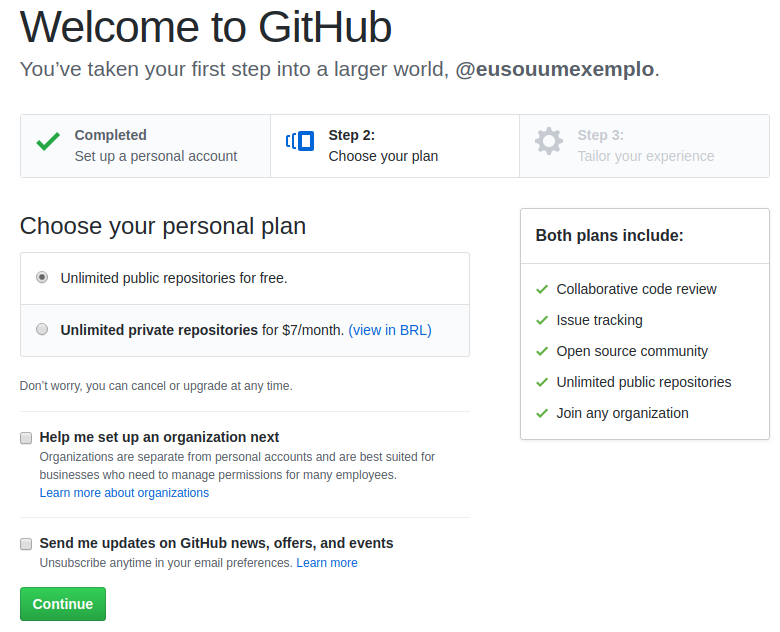 Welcome to GitHub
You’ve taken your first step into a larger world, @eusouumexemplo.
Completed
Set up a personal account
Step 2:
Choose your plan
Step 3:
Tailor your experience
Choose your personal plan
Unlimited public repositories for free.
Unlimited private repositories for $7/month. (view in BRL)
Don’t worry, you can cancel or upgrade at any time.
Help me set up an organization next
Organizations are separate from personal accounts and are best suited for
businesses who need to manage permissions for many employees.
Learn more about organizations
Send me updates on GitHub news, offers, and events
Unsubscribe anytime in your email preferences. Learn more
Continue
Both plans include:
Collaborative code review
Issue tracking
Open source community
Unlimited public repositories
Join any organization